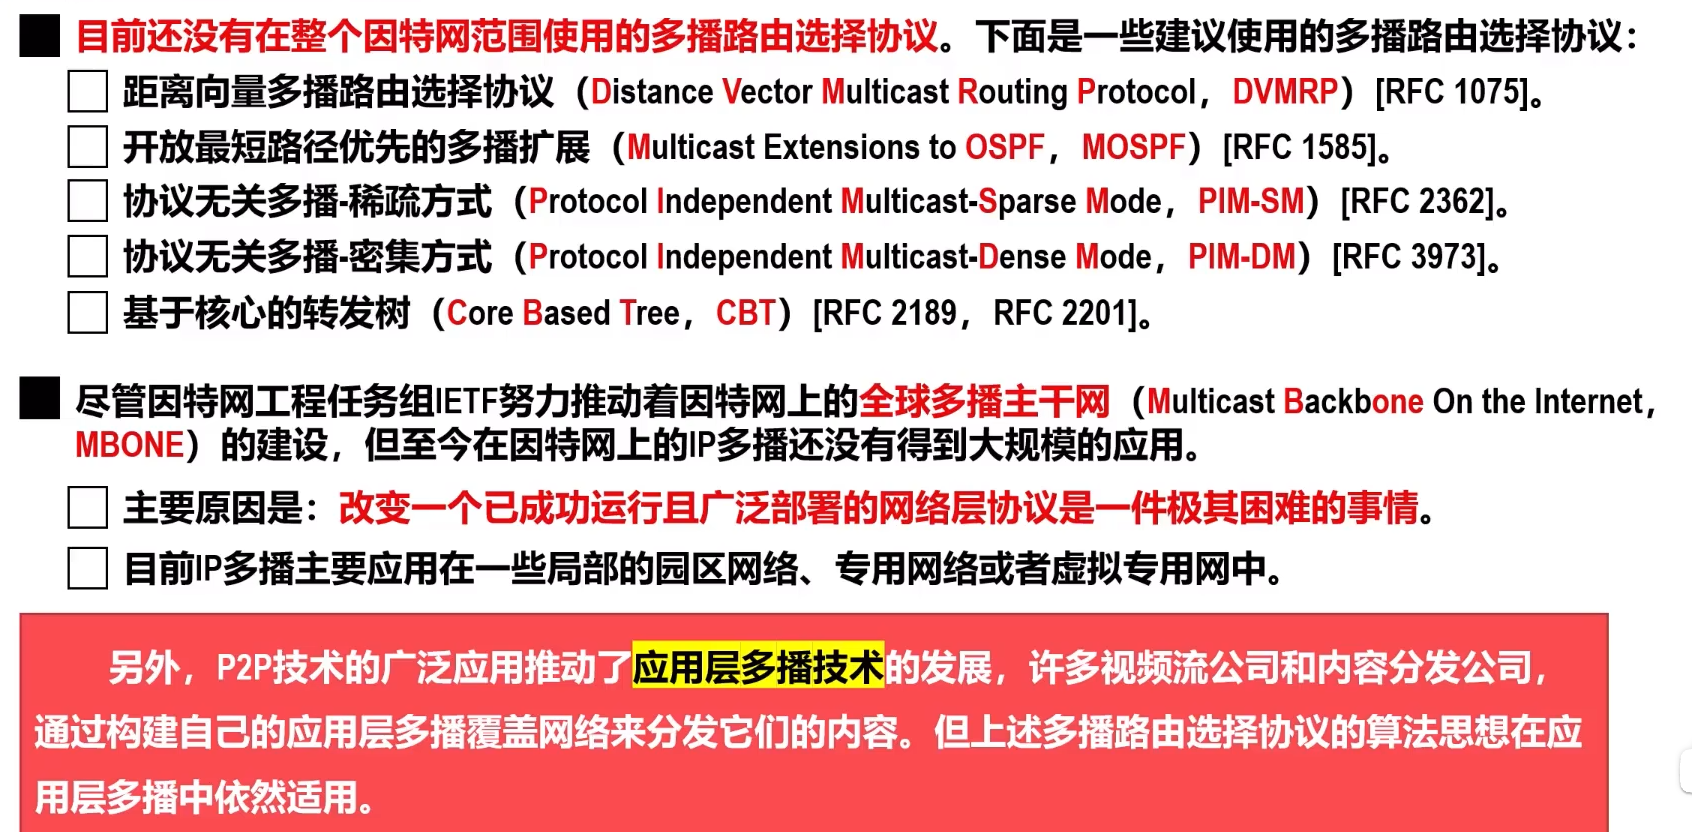 目前还没有在整个因特网范围使用的多播路由选择协议。下面是一些建议使用的多播路由选择协议：
距离向量多播路由选择协议（Distance Vector Multicast Routing Protocol，DVMRP）[RFC 1075]。
开放最短路径优先的多播扩展（Multicast Extensions to OSPF，MOSPF）[RFC 1585]。
协议无关多播-稀疏方式（Protocol Independent Multicast-Sparse Mode，PIM-SM）[RFC 2362]。
协议无关多播-密集方式（Protocol Independent Multicast-Dense Mode，PIM-DM）[RFC 3973]。
基于核心的转发树（Core Based Tree，CBT）[RFC 2189，RFC 2201]。
尽管因特网工程任务组IETF努力推动着因特网上的全球多播主干网（Multicast Backbone On the Internet，
MBONE）的建设，但至今在因特网上的IP多播还没有得到大规模的应用。
主要原因是：改变一个已成功运行且广泛部署的网络层协议是一件极其困难的事情。
目前IP多播主要应用在一些局部的园区网络、专用网络或者虚拟专用网中。
另外，P2P技术的广泛应用推动了应用层多播技术的发展，许多视频流公司和内容分发公司，
通过构建自己的应用层多播覆盖网络来分发它们的内容。但上述多播路由选择协议的算法思想在应
用层多播中依然适用。